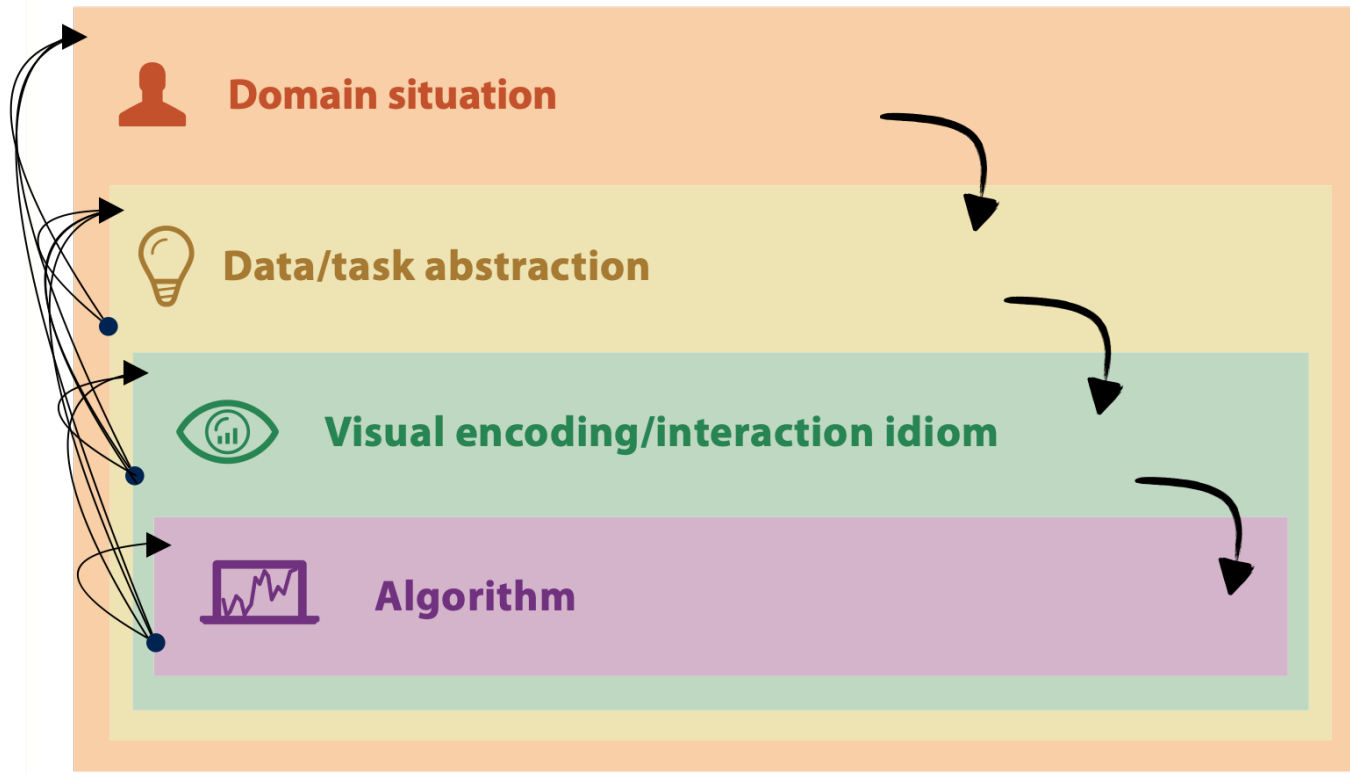 Domain situation
Data/task abstraction
Visual encoding/interaction idiom
Algorithm